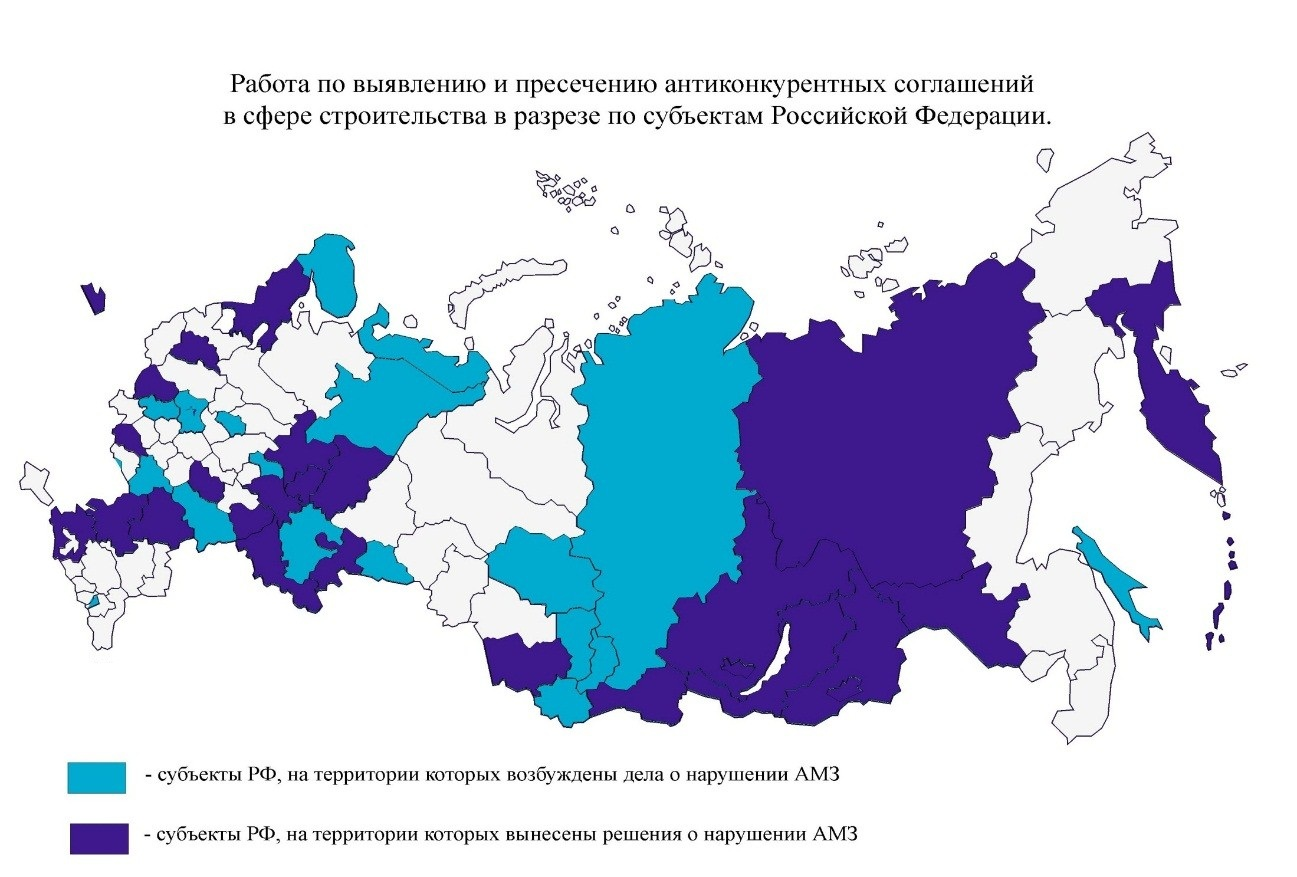 Работа по выявлению и пресечению антиконкурентных соглашений
в сфере строительства в разрезе по субъектам Российской Федерации.
- субъекты РФ, на территории которых возбуждены дела о нарушении АМЗ
- субъекты РФ, на территории которых вынесены решения о нарушении АМЗ